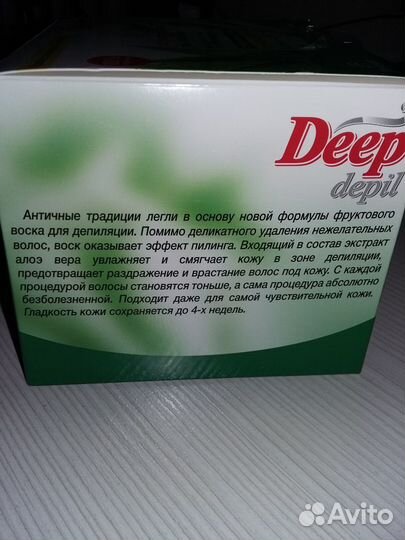 Deep
depil
Античные традиции легли в основу новой формулы фруктового
воска для депиляции. Помимо деликатного удаления нежелательных
волос, воск оказывает эффект пилинга. Входящий в состав экстракт
алоэ вера увлажняет и смягчает кожу в зоне депиляции,
предотвращает раздражение и врастание волос под кожу. С каждой
процедурой волосы становятся тоньше, а сама процедура абсолютно
безболезненной. Подходит даже для самой чувствительной кожи.
Гладкость кожи сохраняется до 4-х недель.
Avito